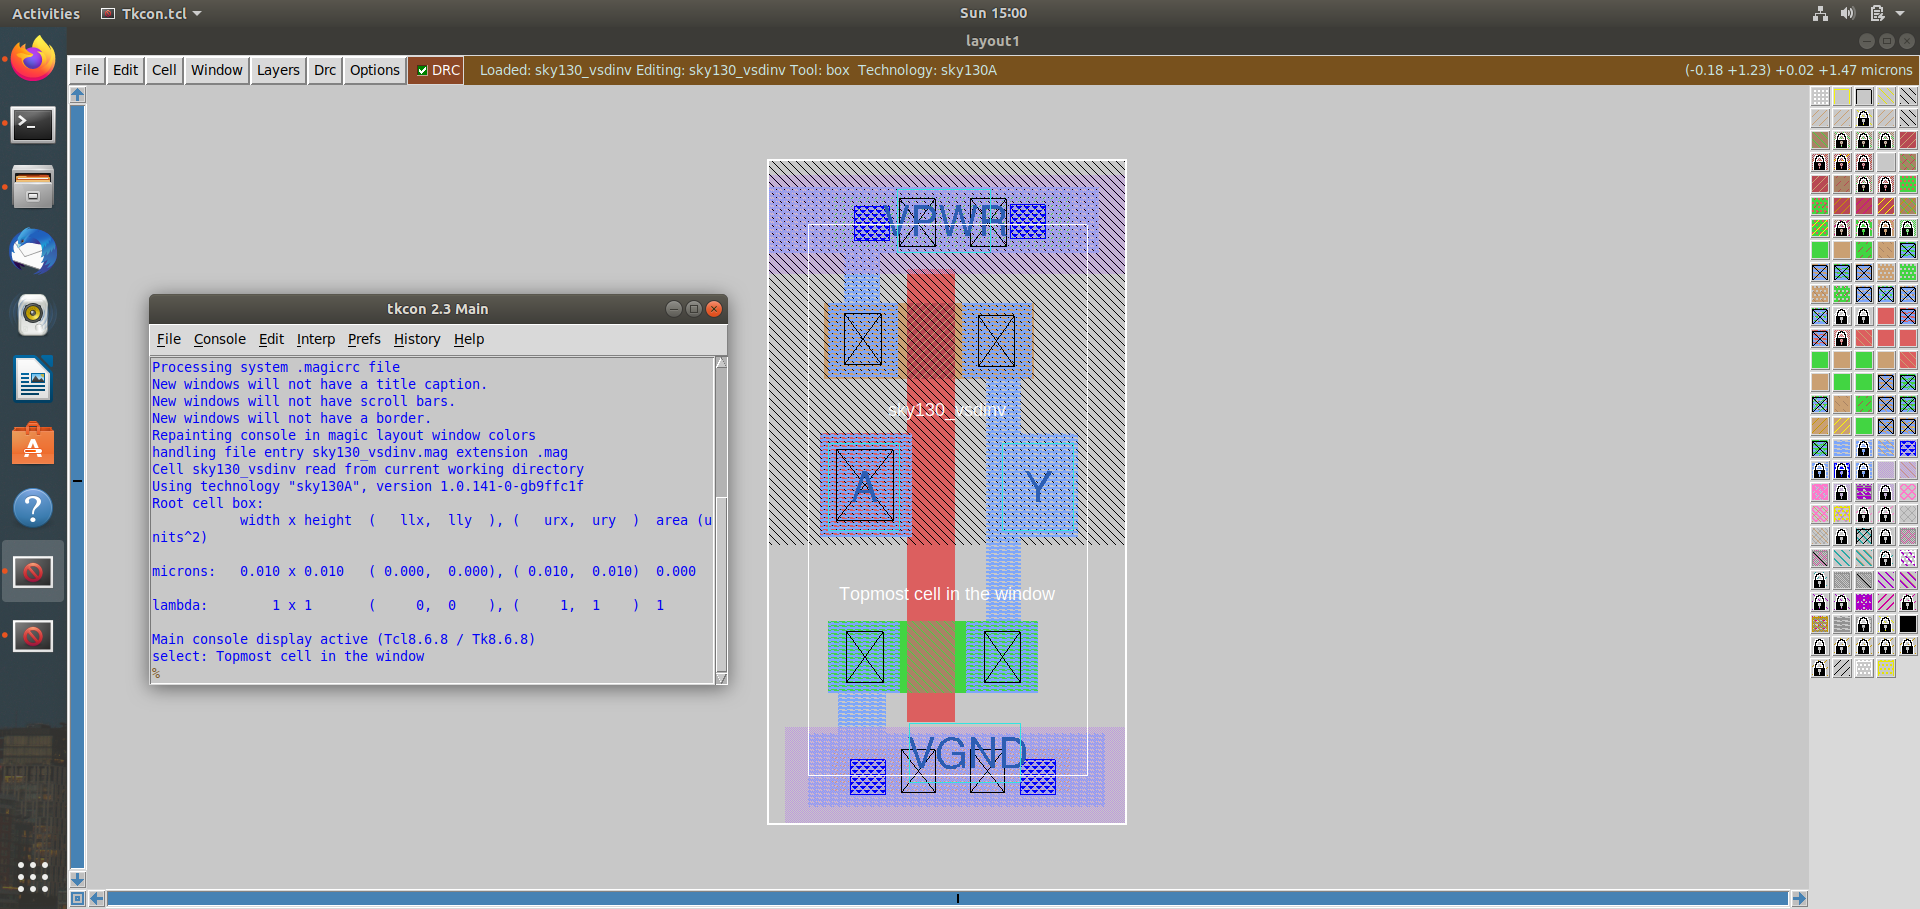 Activities Tkcon.tcl Sun 15:00
layout1
File Edit Cell Window Layers Drc Options DRC Loaded: sky130_vsdinv Editing: sky130_vsdinv Tool: box Technology: sky130A (-0.18 +1.23) +0.02 +1.47 microns
VPWR
sky130_vsdinv
A Y
Topmost cell in the window
VGND
tkcon 2.3 Main
File Console Edit Interp Prefs History Help
Processing system .magicrc file
New windows will not have a title caption.
New windows will not have scroll bars.
New windows will not have a border.
Repainting console in magic layout window colors
handling file entry sky130_vsdinv.mag extension .mag
Cell sky130_vsdinv read from current working directory
Using technology "sky130A", version 1.0.141-0-gb9ffc1f
Root cell box:
width x height ( llx, lly ), ( urx, ury ) area (u
nits^2)
microns: 0.010 x 0.010 ( 0.000, 0.000), ( 0.010, 0.010) 0.000
lambda: 1 x 1 ( 0, 0 ), ( 1, 1 ) 1
Main console display active (Tcl8.6.8 / Tk8.6.8)
select: Topmost cell in the window
%